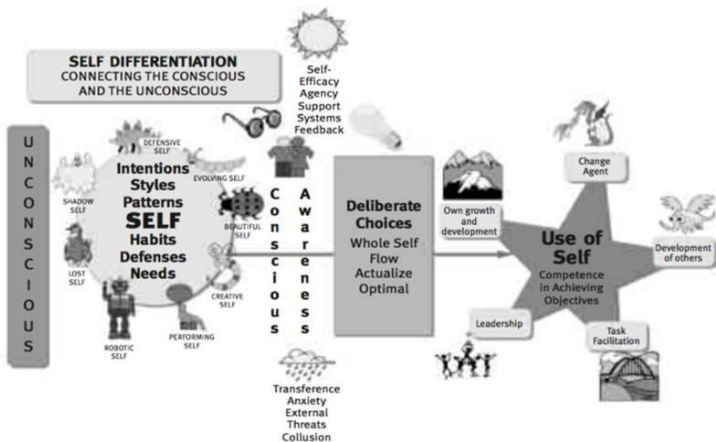 SELF DIFFERENTIATION
CONNECTING THE CONSCIOUS
AND THE UNCONSCIOUS
Self-
Efficacy
Agency
Support
Systems
Feedback
UNCONSCIOUS
DEFENSIVE
SELF
EVOLVING SELF
SHADOW
SELF
Intentions
Styles
Patterns
SELF
Habits
Defenses
Needs
BEAUTIFUL
SELF
LOST
SELF
CREATIVE
SELF
ROBOTIC
SELF
PERFORMING
SELF
Conscious
Awareness
Transference
Anxiety
External
Threats
Collusion
Deliberate
Choices
Whole Self
Flow
Actualize
Optimal
Change
Agent
Own growth
and
development
Use of
Self
Competence
in Achieving
Objectives
Development
of others
Leadership
Task
Facilitation